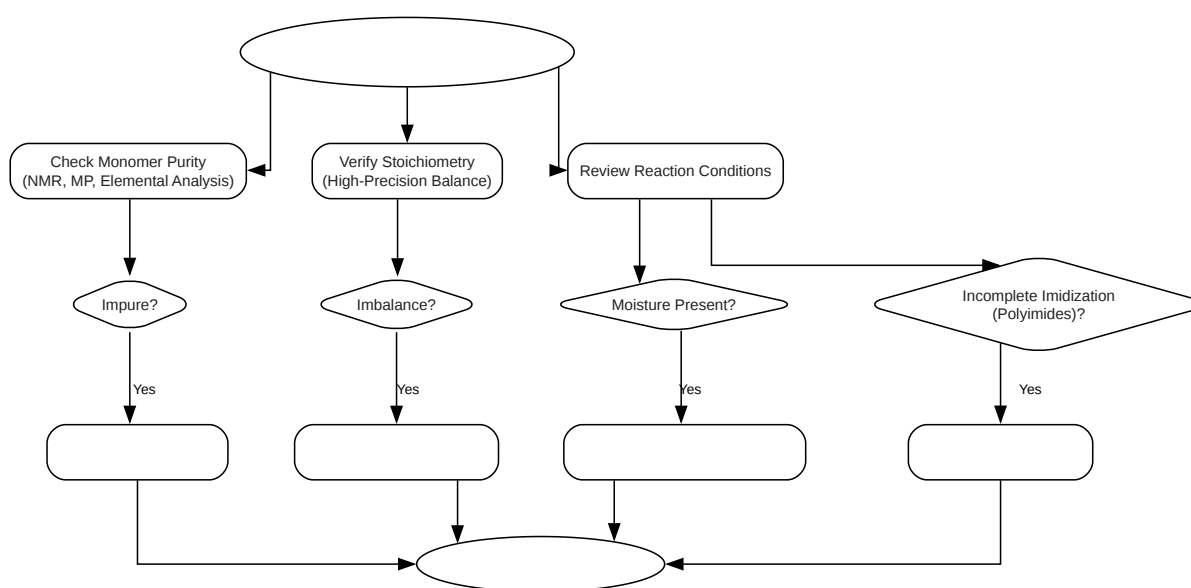 Check Monomer Purity
(NMR, MP, Elemental Analysis)
Verify Stoichiometry
(High-Precision Balance)
Review Reaction Conditions
Impure?
Imbalance?
Moisture Present?
Incomplete Imidization
(Polyimides)?
Yes
Yes
Yes
Yes